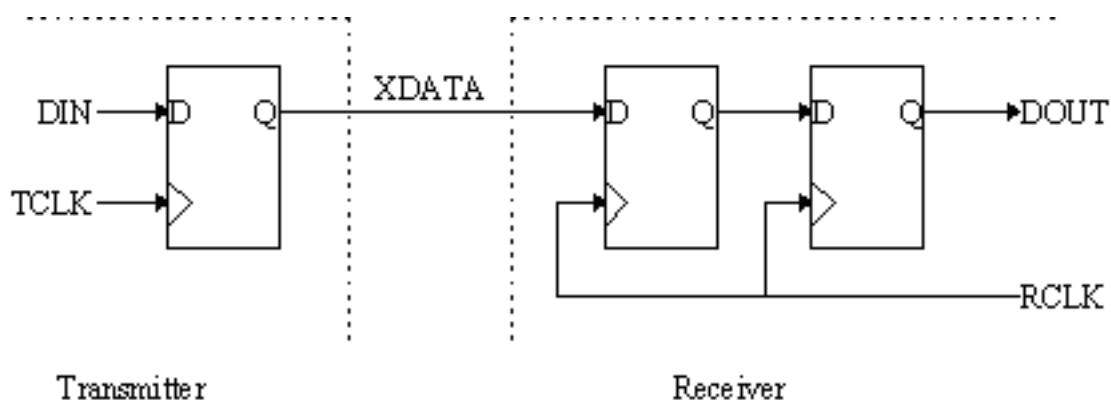 XDATA
DIN D Q D Q D Q DOUT
TCLK
RCLK
Transmitter Receiver